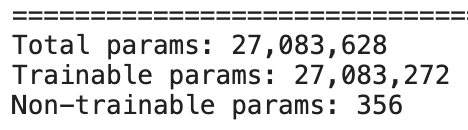 ==============================
Total params: 27,083,628
Trainable params: 27,083,272
Non-trainable params: 356